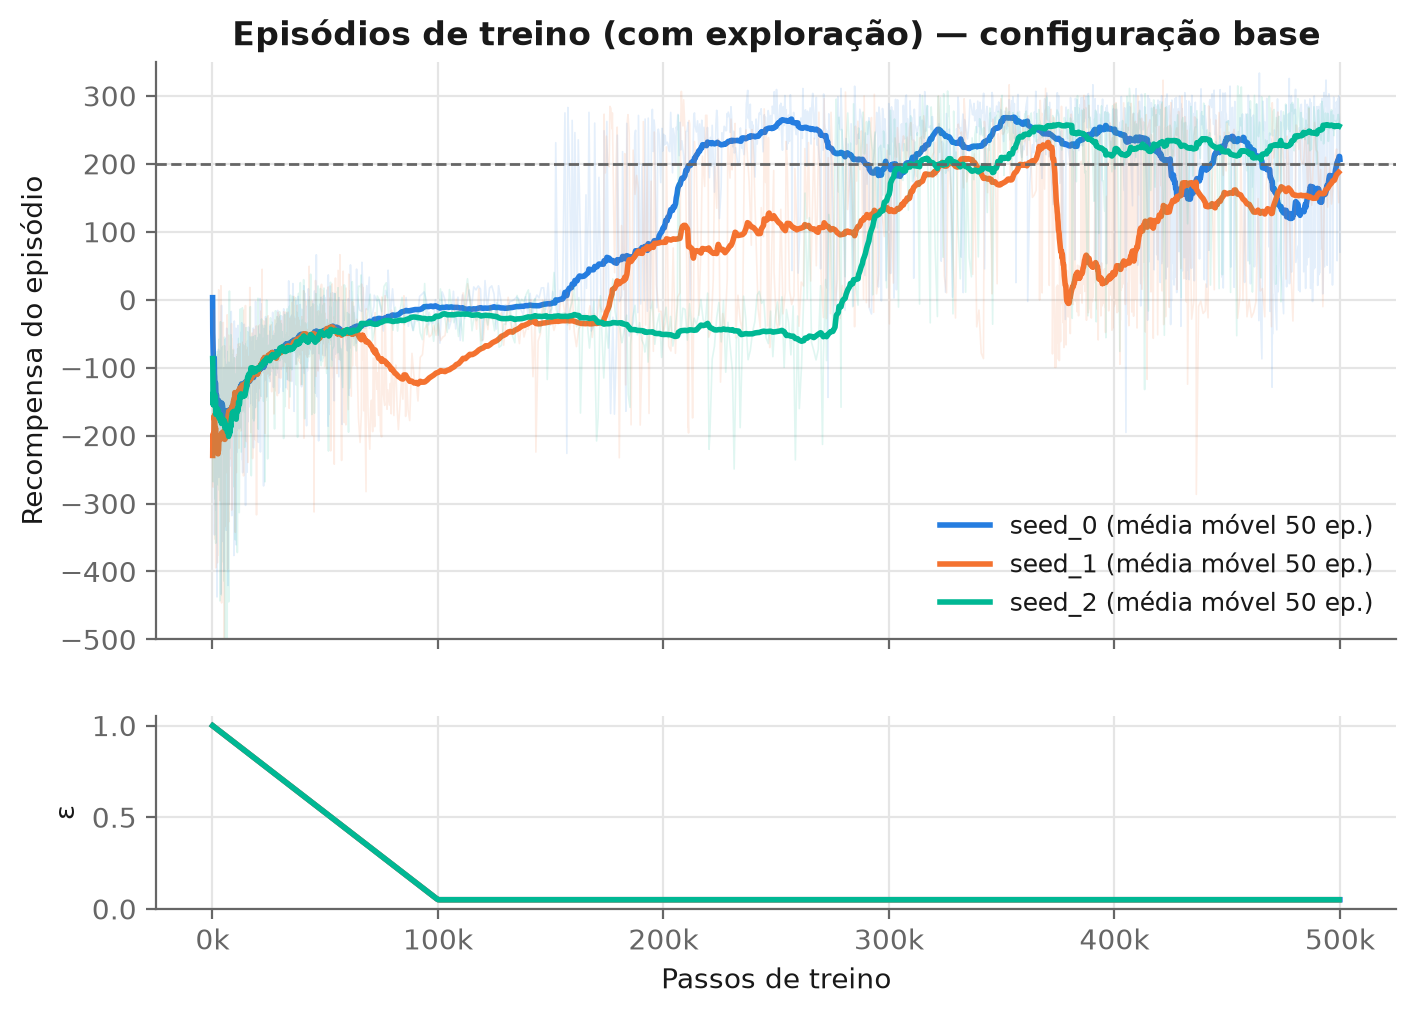 Episódios de treino (com exploração) — configuração base
Recompensa do episódio
300
200
100
0
−100
−200
−300
−400
−500
seed_0 (média móvel 50 ep.)
seed_1 (média móvel 50 ep.)
seed_2 (média móvel 50 ep.)
ε
1.0
0.5
0.0
0k 100k 200k 300k 400k 500k
Passos de treino